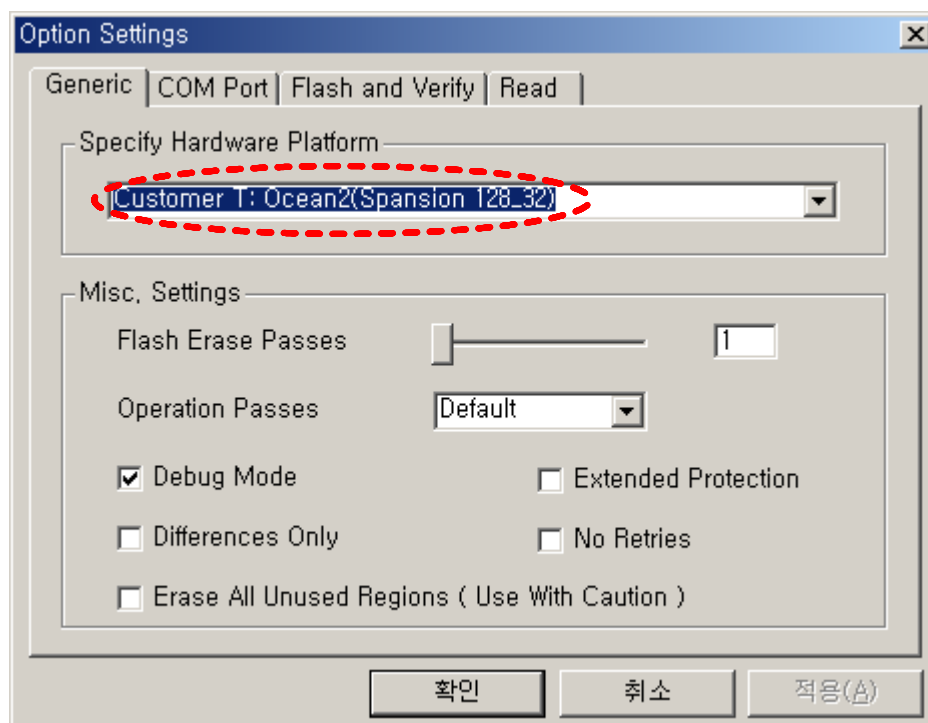 Option Settings
Generic COM Port Flash and Verify Read
Specify Hardware Platform
Customer T: Ocean2(Spansion 128_32)
Misc, Settings
Flash Erase Passes 1
Operation Passes Default
Debug Mode Extended Protection
Differences Only No Retries
Erase All Unused Regions ( Use With Caution )
확인 취소 적용(A)